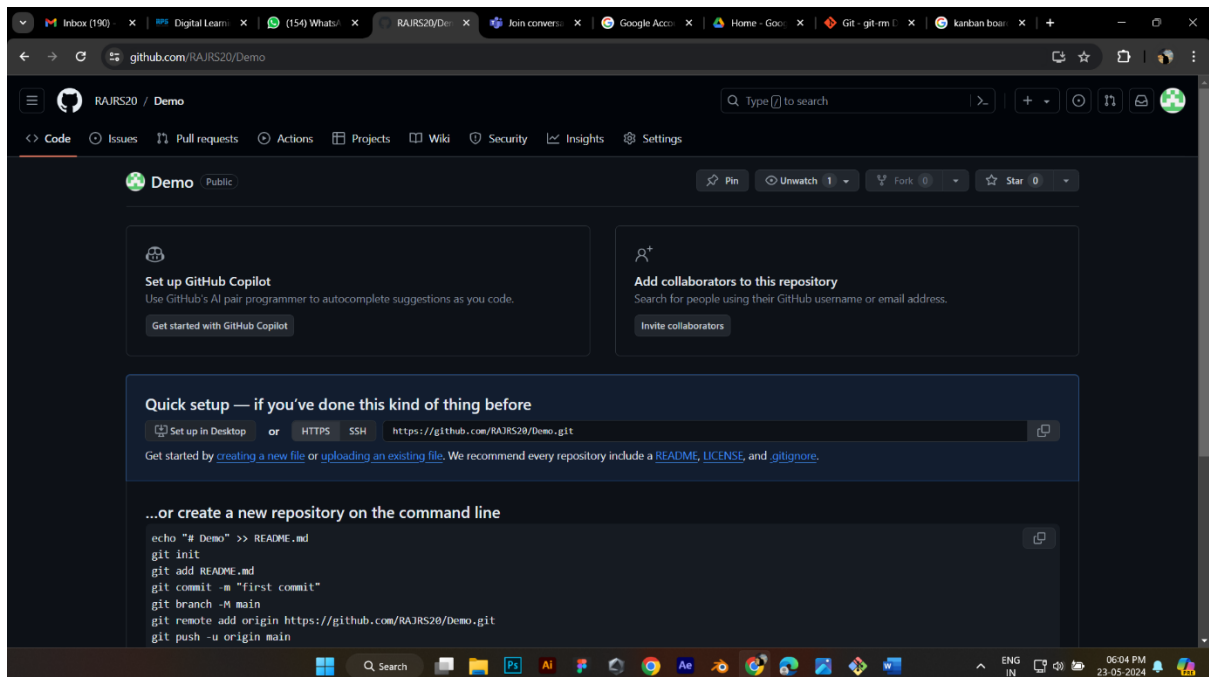 Inbox (190) -
Digital Learni
(154) WhatsA
RAJRS20/Der
Join conversa
Google Acco
Home - Goo
Git - git-rm D
kanban boar
github.com/RAJRS20/Demo
RAJRS20 / Demo
Type / to search
Code Issues Pull requests Actions Projects Wiki Security Insights Settings
Demo Public
Pin Unwatch 1 Fork 0 Star 0
Set up GitHub Copilot
Use GitHub's AI pair programmer to autocomplete suggestions as you code.
Get started with GitHub Copilot
Add collaborators to this repository
Search for people using their GitHub username or email address.
Invite collaborators
Quick setup — if you've done this kind of thing before
Set up in Desktop or HTTPS SSH https://github.com/RAJRS20/Demo.git
Get started by creating a new file or uploading an existing file. We recommend every repository include a README, LICENSE, and .gitignore.
...or create a new repository on the command line
echo "# Demo" >> README.md
git init
git add README.md
git commit -m "first commit"
git branch -M main
git remote add origin https://github.com/RAJRS20/Demo.git
git push -u origin main
Search
Ps
Ai
Ae
ENG
IN
06:04 PM
23-05-2024